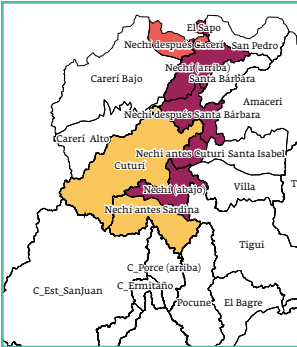 El Sapo
Nechí después Cacerí
San Pedro
Nechí (arriba)
Carerí Bajo
Santa Bárbara
Amaceri
Nechí después Santa Bárbara
Carerí Alto
Nechí antes Cuturí
Santa Isabel
Cuturí
Nechí (abajo)
Villa
T
Nechí antes Sardina
Tigui
C_Porce (arriba)
C_Ermitaño
C_Est_SanJuan
Pocune
El Bagre